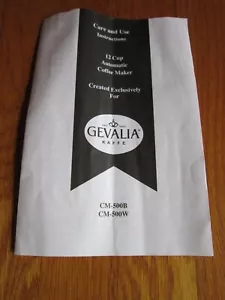 Care and Use
Instructions
12 Cup
Automatic
Coffee Maker
Created Exclusively
For
GEVALIA®
KAFFE
CM-500B
CM-500W